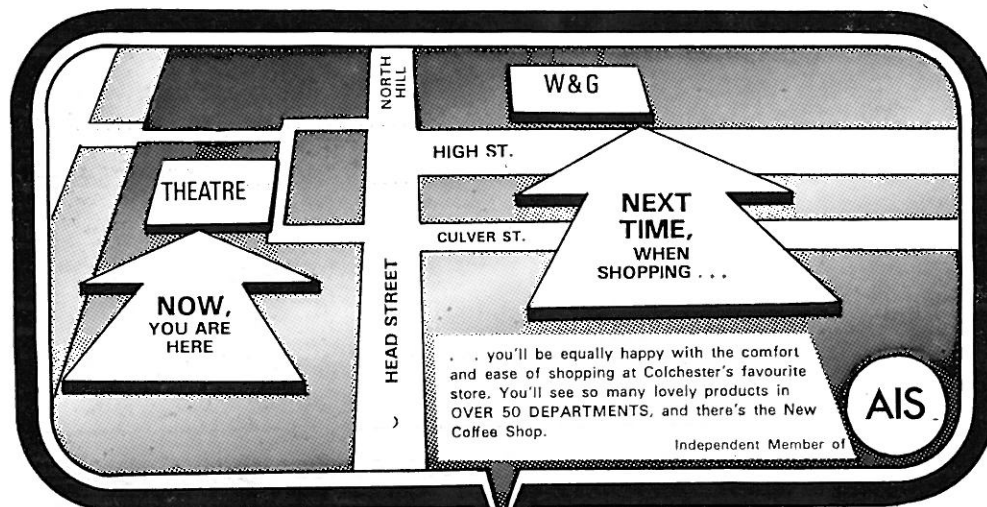 NORTH
HILL
W&G
HIGH ST.
THEATRE
NEXT
TIME,
WHEN
SHOPPING . . .
CULVER ST.
NOW,
YOU ARE
HERE
HEAD STREET
. . you'll be equally happy with the comfort
and ease of shopping at Colchester's favourite
store. You'll see so many lovely products in
OVER 50 DEPARTMENTS, and there's the New
Coffee Shop.
Independent Member of
AIS